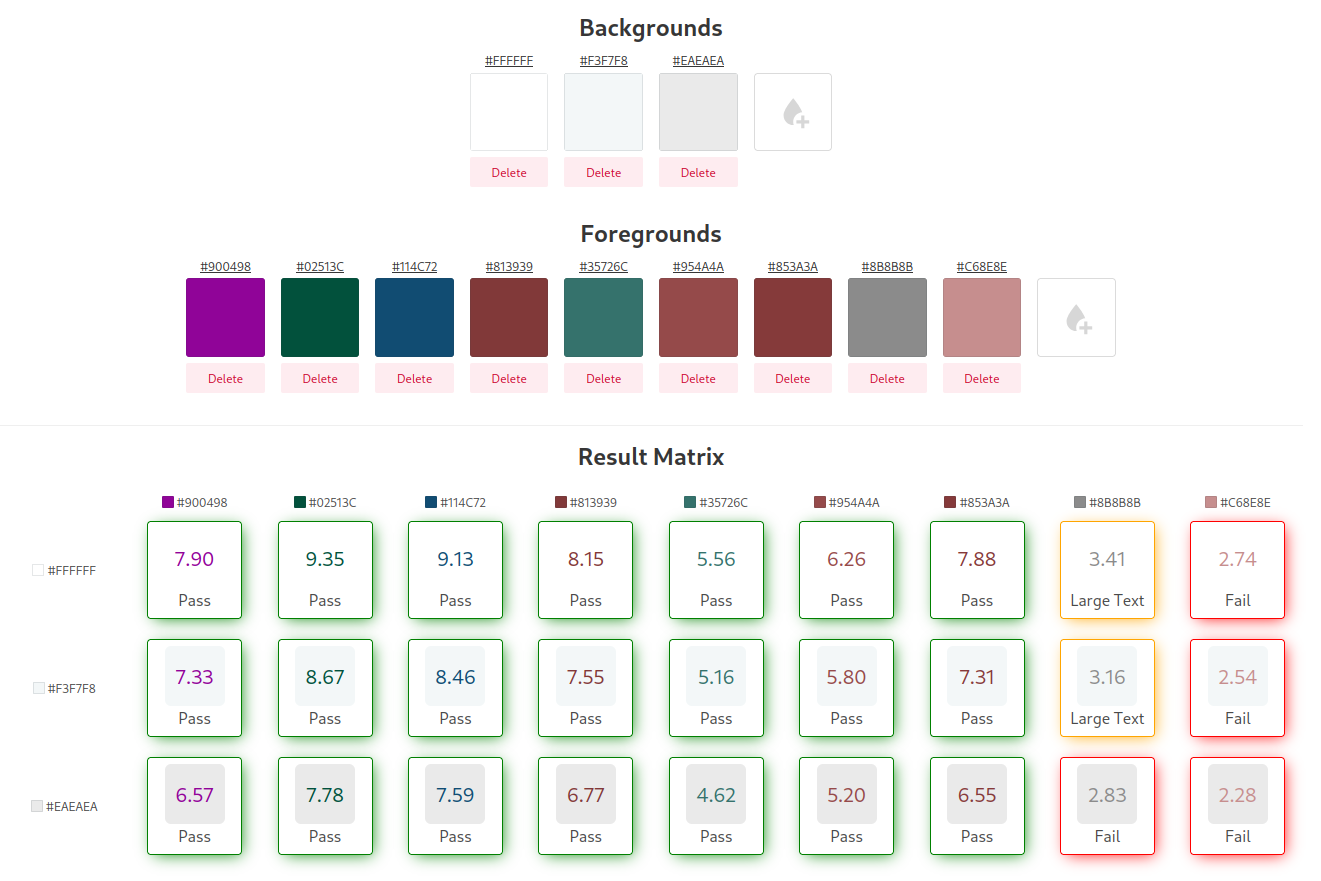 Backgrounds
#FFFFFF #F3F7F8 #EAEAEA
Delete Delete Delete
Foregrounds
#900498 #02513C #114C72 #813939 #35726C #954A4A #853A3A #8B8B8B #C68E8E
Delete Delete Delete Delete Delete Delete Delete Delete Delete
Result Matrix
#900498 #02513C #114C72 #813939 #35726C #954A4A #853A3A #8B8B8B #C68E8E
7.90 9.35 9.13 8.15 5.56 6.26 7.88 3.41 2.74
#FFFFFF
Pass Pass Pass Pass Pass Pass Pass Large Text Fail
7.33 8.67 8.46 7.55 5.16 5.80 7.31 3.16 2.54
#F3F7F8
Pass Pass Pass Pass Pass Pass Pass Large Text Fail
6.57 7.78 7.59 6.77 4.62 5.20 6.55 2.83 2.28
#EAEAEA
Pass Pass Pass Pass Pass Pass Pass Fail Fail